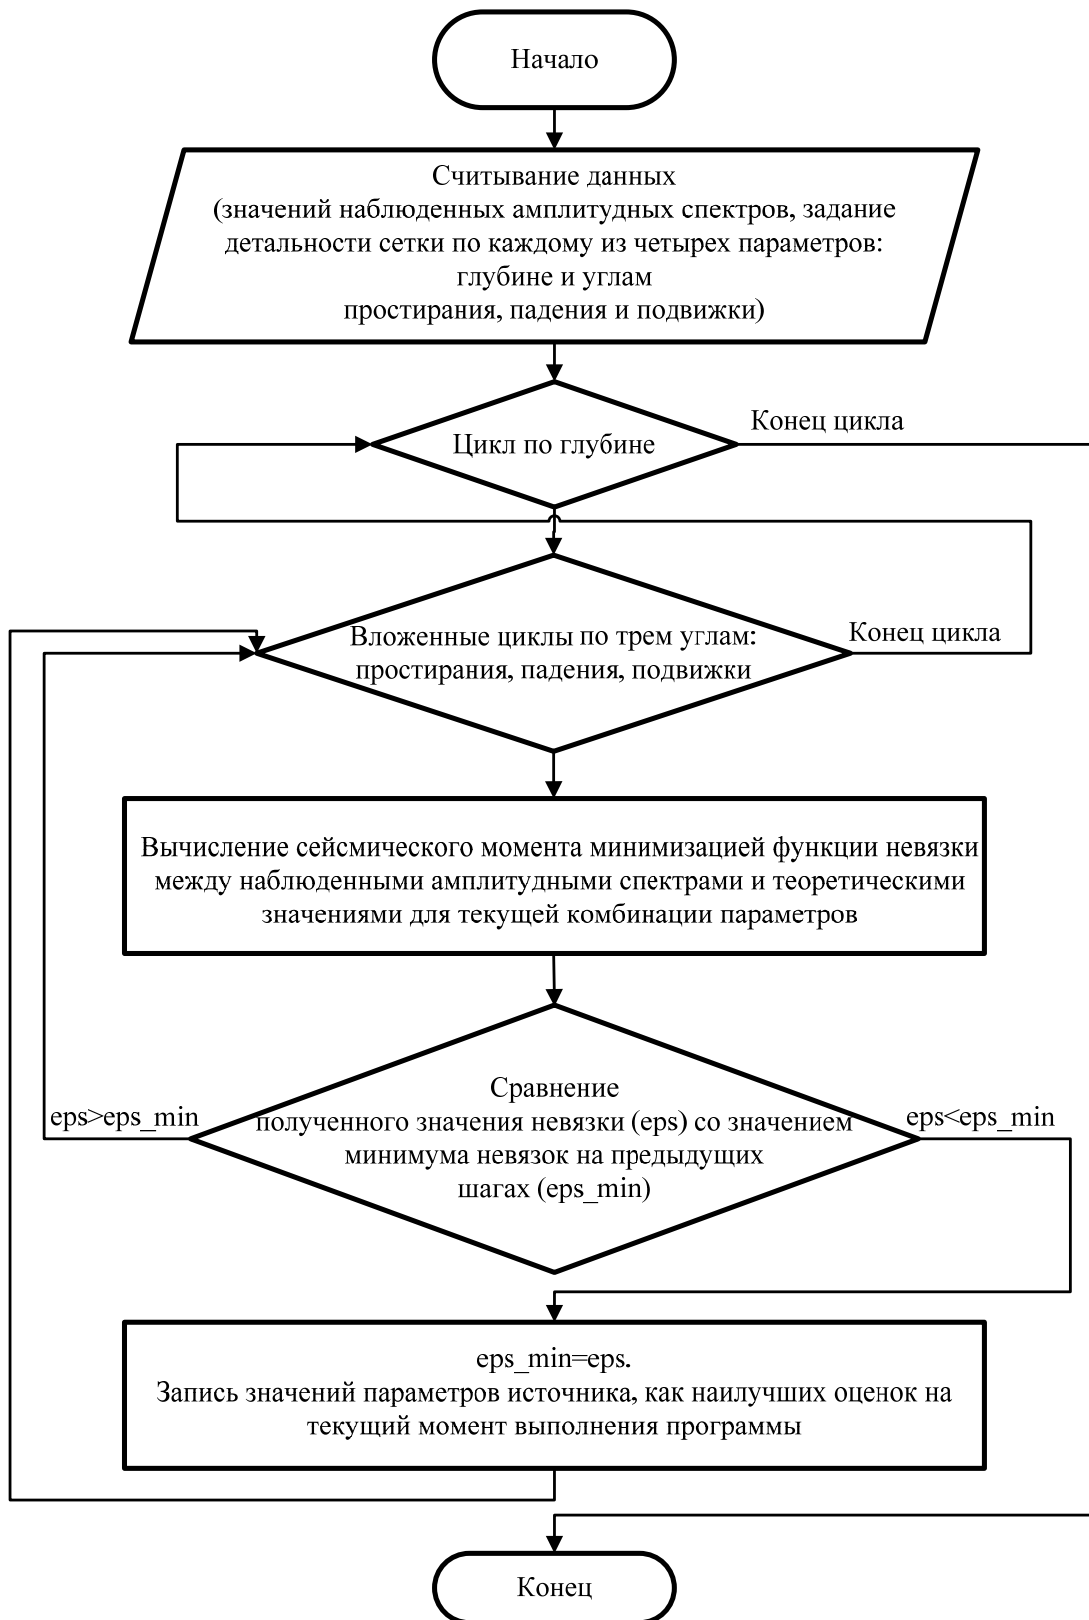 Начало
Считывание данных
(значений наблюденных амплитудных спектров, задание
детальности сетки по каждому из четырех параметров:
глубине и углам
простирания, падения и подвижки)
Цикл по глубине
Конец цикла
Вложенные циклы по трем углам:
простирания, падения, подвижки
Конец цикла
Вычисление сейсмического момента минимизацией функции невязки
между наблюденными амплитудными спектрами и теоретическими
значениями для текущей комбинации параметров
Сравнение
полученного значения невязки (eps) со значением
минимума невязок на предыдущих
шагах (eps_min)
eps>eps_min
eps<eps_min
eps_min=eps.
Запись значений параметров источника, как наилучших оценок на
текущий момент выполнения программы
Конец